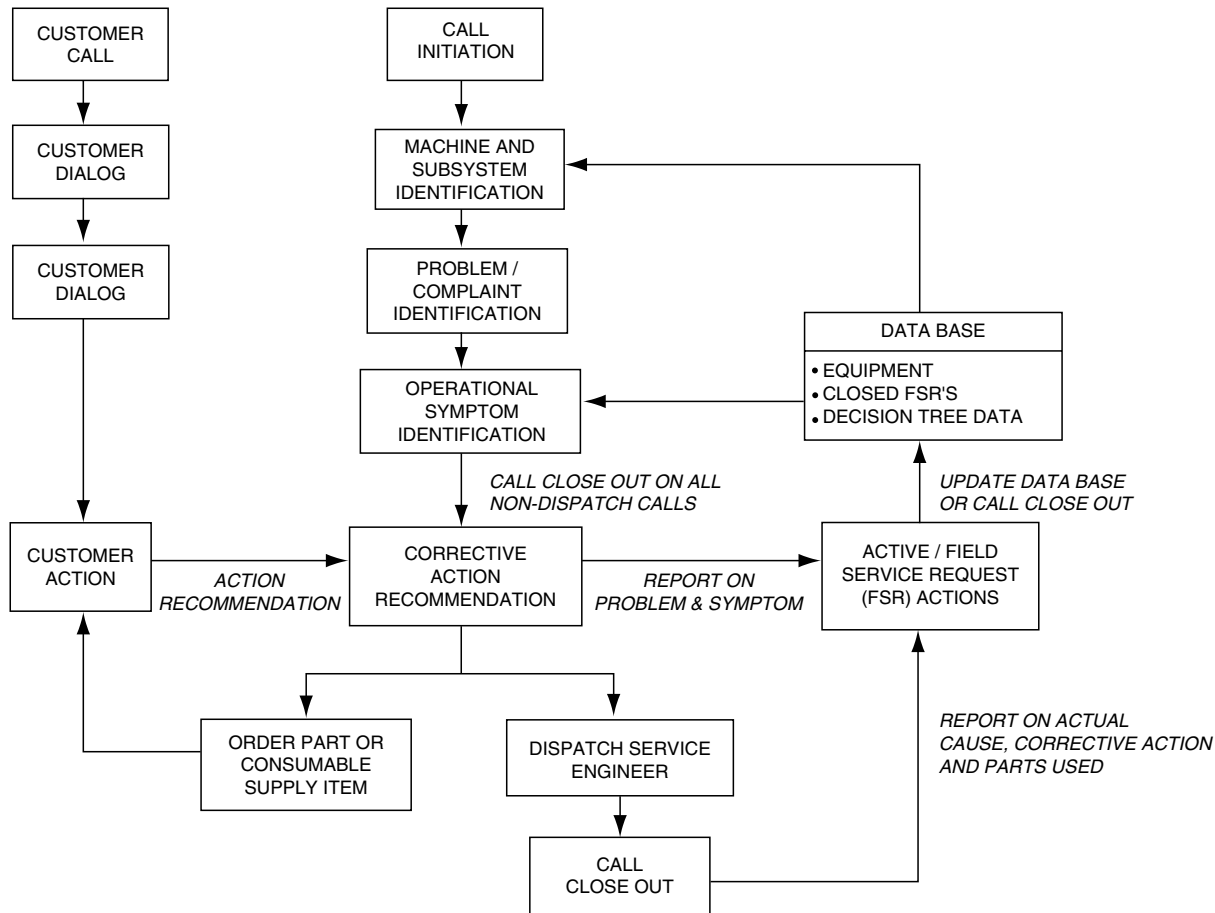 CUSTOMER
CALL
CALL
INITIATION
CUSTOMER
DIALOG
MACHINE AND
SUBSYSTEM
IDENTIFICATION
CUSTOMER
DIALOG
PROBLEM /
COMPLAINT
IDENTIFICATION
DATA BASE
• EQUIPMENT
• CLOSED FSR'S
• DECISION TREE DATA
OPERATIONAL
SYMPTOM
IDENTIFICATION
CALL CLOSE OUT ON ALL
NON-DISPATCH CALLS
UPDATE DATA BASE
OR CALL CLOSE OUT
CUSTOMER
ACTION
ACTION
RECOMMENDATION
CORRECTIVE
ACTION
RECOMMENDATION
REPORT ON
PROBLEM & SYMPTOM
ACTIVE / FIELD
SERVICE REQUEST
(FSR) ACTIONS
ORDER PART OR
CONSUMABLE
SUPPLY ITEM
DISPATCH SERVICE
ENGINEER
REPORT ON ACTUAL
CAUSE, CORRECTIVE ACTION
AND PARTS USED
CALL
CLOSE OUT